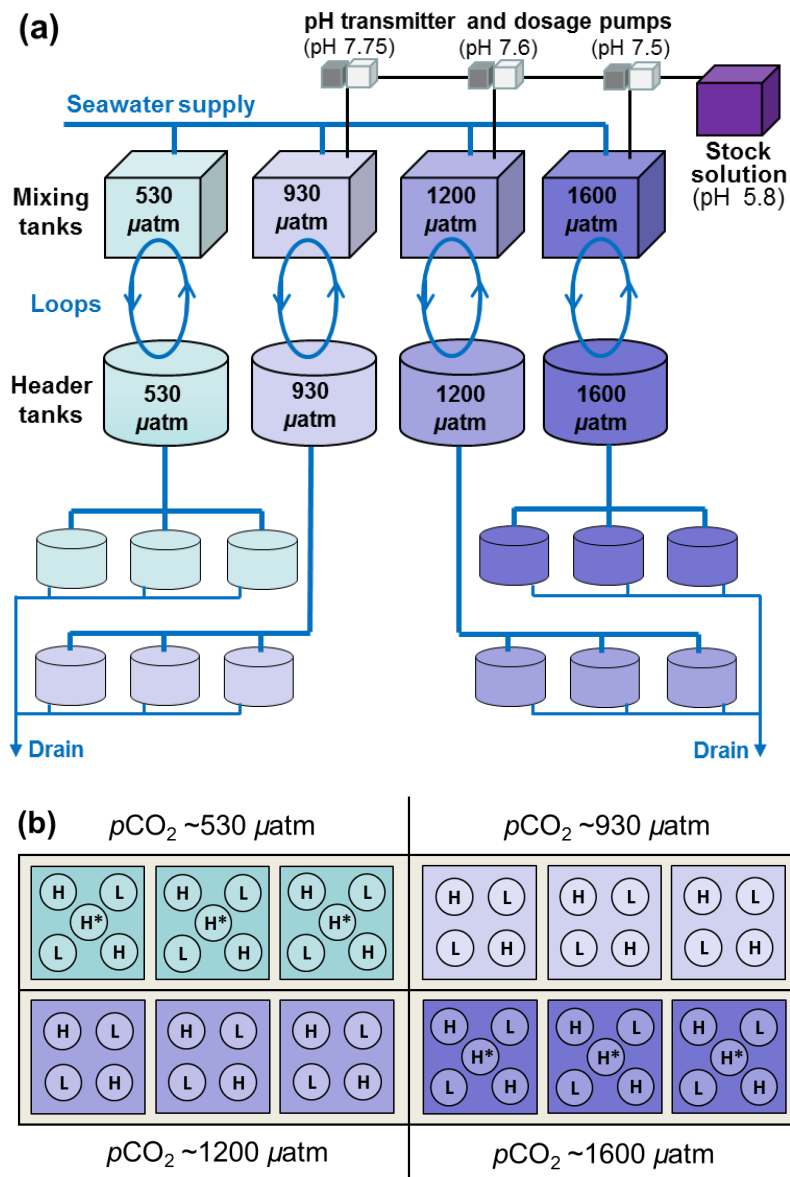 (a)
pH transmitter and dosage pumps
(pH 7.75) (pH 7.6) (pH 7.5)
Seawater supply
Stock
solution
(pH 5.8)
Mixing
tanks
530
µatm
930
µatm
1200
µatm
1600
µatm
Loops
Header
tanks
530
µatm
930
µatm
1200
µatm
1600
µatm
Drain
Drain
(b)
pCO2 ~530 µatm
pCO2 ~930 µatm
H L H L H L
H* H* H*
L H L H L H
H L H L H L
L H L H L H
H L H L H L
L H L H L H
H L H L H L
H* H* H*
L H L H L H
pCO2 ~1200 µatm
pCO2 ~1600 µatm